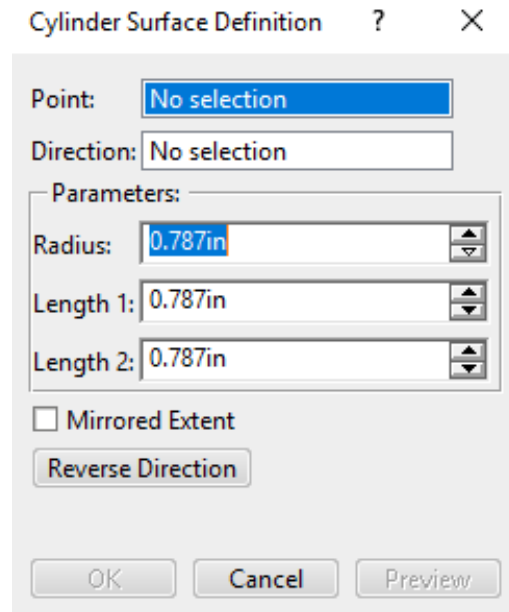 Cylinder Surface Definition ?
Point: No selection
Direction: No selection
Parameters:
Radius: 0.787in
Length 1: 0.787in
Length 2: 0.787in
Mirrored Extent
Reverse Direction
OK Cancel Preview